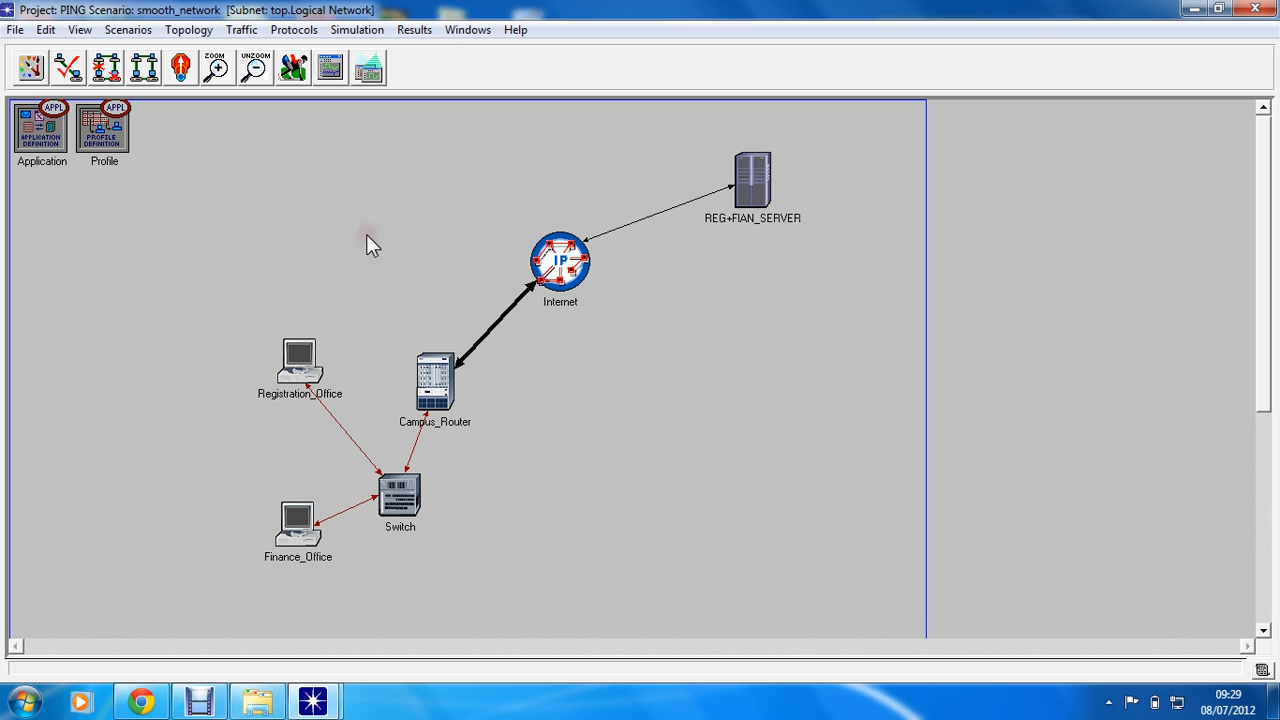 Project: PING Scenario: smooth_network [Subnet: top.Logical Network]
File Edit View Scenarios Topology Traffic Protocols Simulation Results Windows Help
ZOOM UNZOOM
APPL APPL
APPLICATION DEFINITION PROFILE DEFINITION
Application Profile
REG+FIAN_SERVER
IP
Internet
Registration_Office
Campus_Router
Switch
Finance_Office
09:29
08/07/2012